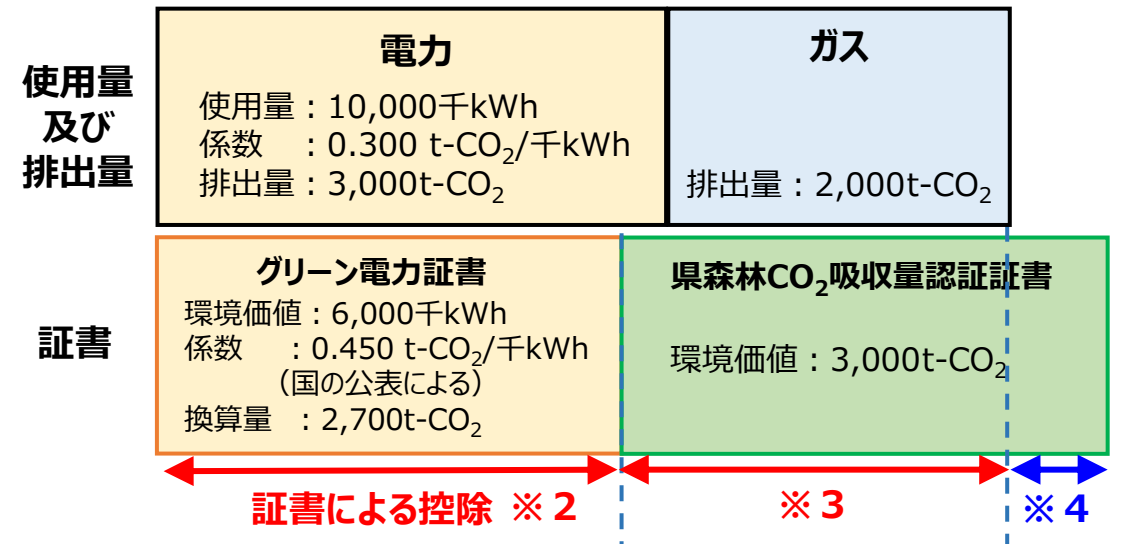 使用量
及び
排出量
電力
使用量：10,000千kWh
係数　：0.300 t-CO₂/千kWh
排出量：3,000t-CO₂
ガス
排出量：2,000t-CO₂
証書
グリーン電力証書
環境価値：6,000千kWh
係数　：0.450 t-CO₂/千kWh
（国の公表による）
換算量　：2,700t-CO₂
県森林CO₂吸収量認証証書
環境価値：3,000t-CO₂
証書による控除 ※２
※３
※４